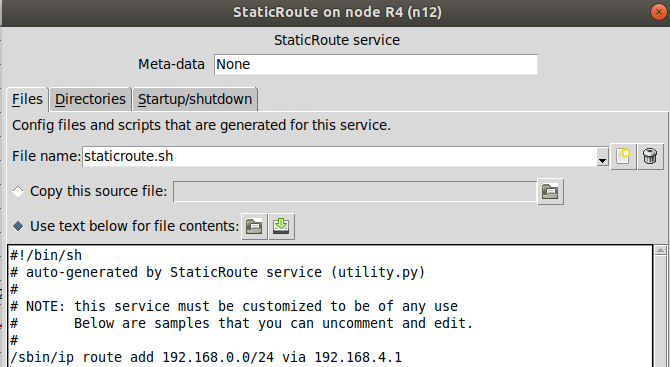 StaticRoute on node R4 (n12)
StaticRoute service
Meta-data None
Files Directories Startup/shutdown
Config files and scripts that are generated for this service.
File name: staticroute.sh
Copy this source file:
Use text below for file contents:
#!/bin/sh
# auto-generated by StaticRoute service (utility.py)
#
# NOTE: this service must be customized to be of any use
#       Below are samples that you can uncomment and edit.
#
/sbin/ip route add 192.168.0.0/24 via 192.168.4.1